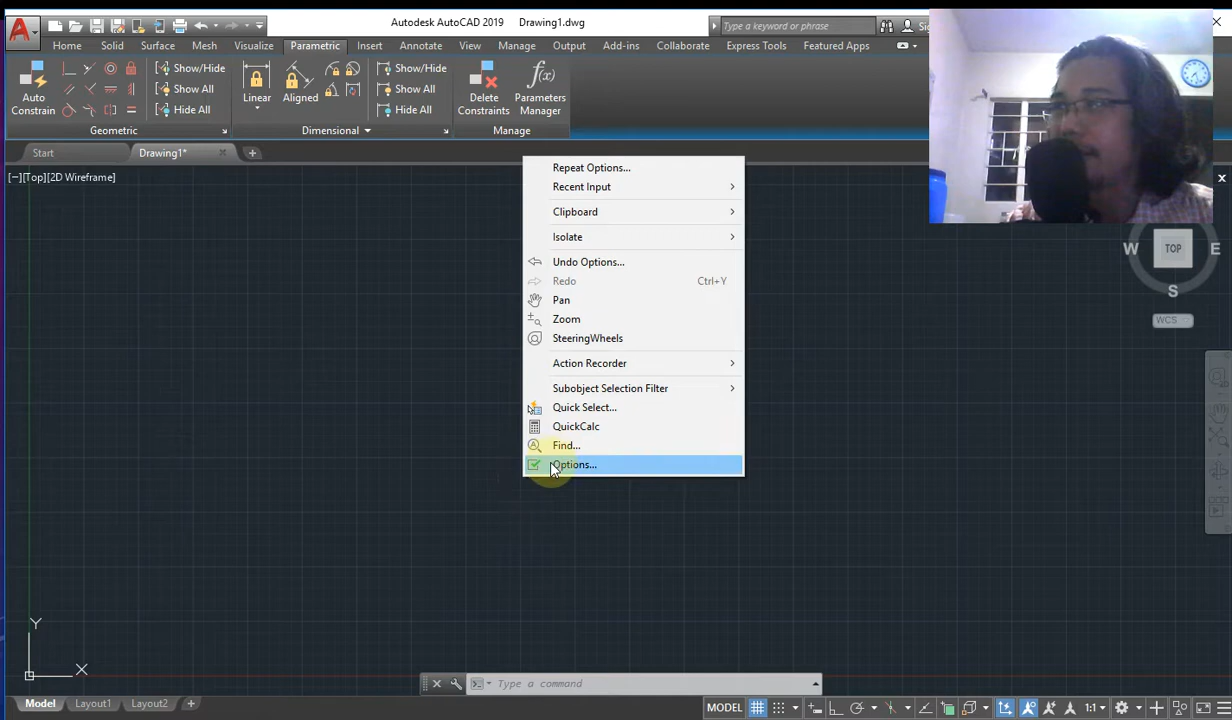 Autodesk AutoCAD 2019 Drawing1.dwg Type a keyword or phrase
Home Solid Surface Mesh Visualize Parametric Insert Annotate View Manage Output Add-ins Collaborate Express Tools Featured Apps
Auto
Constrain
Show/Hide
Show All
Hide All
Geometric
Linear
Aligned
Show/Hide
Show All
Hide All
Dimensional
Delete
Constraints
Parameters
Manager
Manage
Start Drawing1*
[−][Top][2D Wireframe]
Repeat Options...
Recent Input
Clipboard
Isolate
Undo Options...
Redo Ctrl+Y
Pan
Zoom
SteeringWheels
Action Recorder
Subobject Selection Filter
Quick Select...
QuickCalc
Find...
Options...
W TOP E
S
WCS
Y
X
Type a command
Model Layout1 Layout2 +
MODEL 1:1